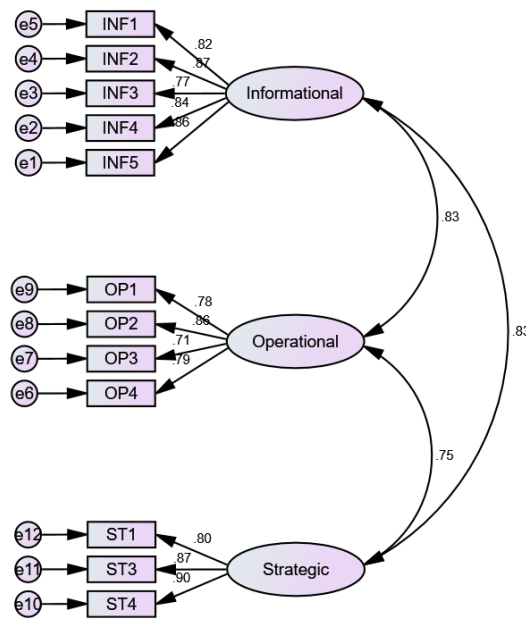 e5 INF1
.82
e4 INF2 .87
e3 INF3 .77 Informational
.84
e2 INF4 .86
e1 INF5
.83
e9 OP1
.78
e8 OP2 .86
.83
.71 Operational
e7 OP3
.79
e6 OP4
.75
e12 ST1 .80
.87
e11 ST3 Strategic
.90
e10 ST4